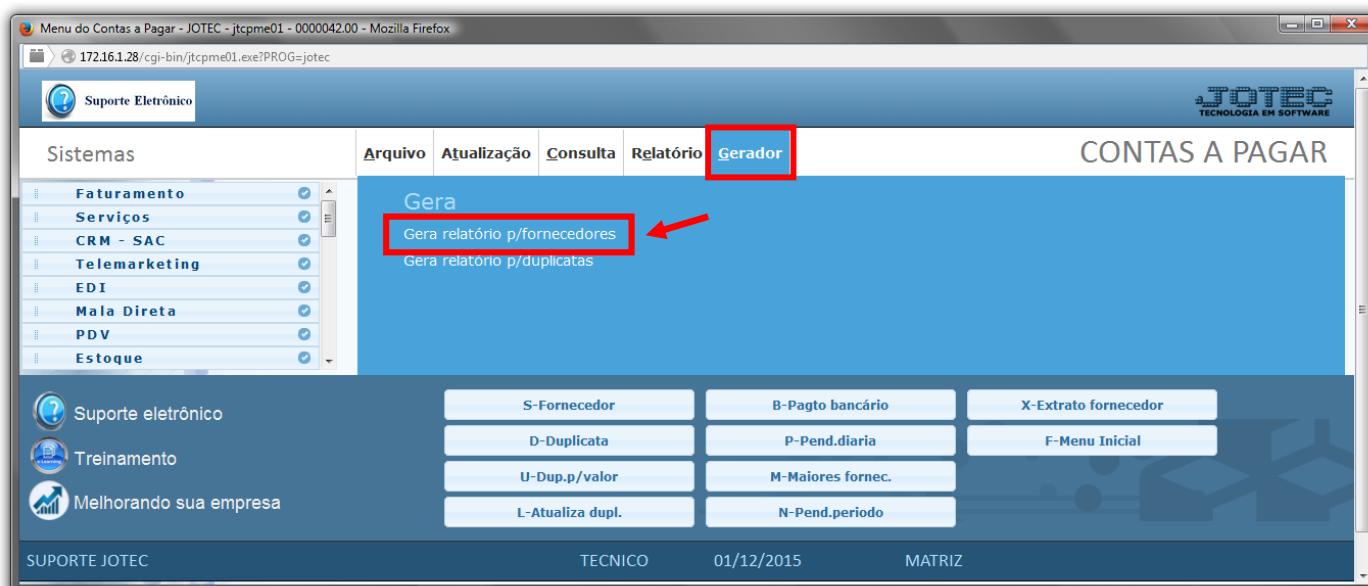 Menu do Contas a Pagar - JOTEC - jtcpme01 - 0000042.00 - Mozilla Firefox
172.16.1.28/cgi-bin/jtcpme01.exe?PROG=jotec
Suporte Eletrônico
JOTEC
TECNOLOGIA EM SOFTWARE
Sistemas
Arquivo Atualização Consulta Relatório Gerador
CONTAS A PAGAR
Faturamento
Serviços
CRM - SAC
Telemarketing
EDI
Mala Direta
PDV
Estoque
Gera
Gera relatório p/fornecedores
Gera relatório p/duplicatas
Suporte eletrônico
Treinamento
Melhorando sua empresa
S-Fornecedor B-Pagto bancário X-Extrato fornecedor
D-Duplicata P-Pend.diaria F-Menu Inicial
U-Dup.p/valor M-Maiores fornec.
L-Atualiza dupl. N-Pend.periodo
SUPORTE JOTEC TECNICO 01/12/2015 MATRIZ